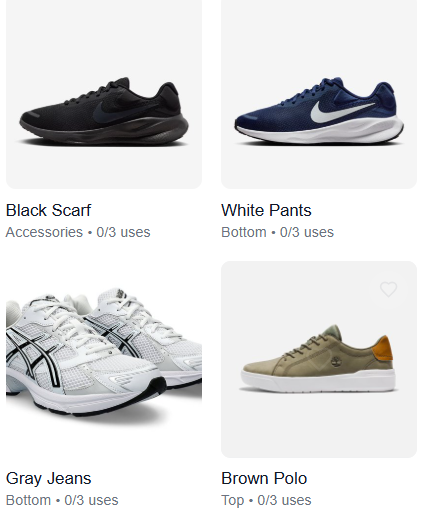 Black Scarf
Accessories • 0/3 uses
White Pants
Bottom • 0/3 uses
Gray Jeans
Bottom • 0/3 uses
Brown Polo
Top • 0/3 uses